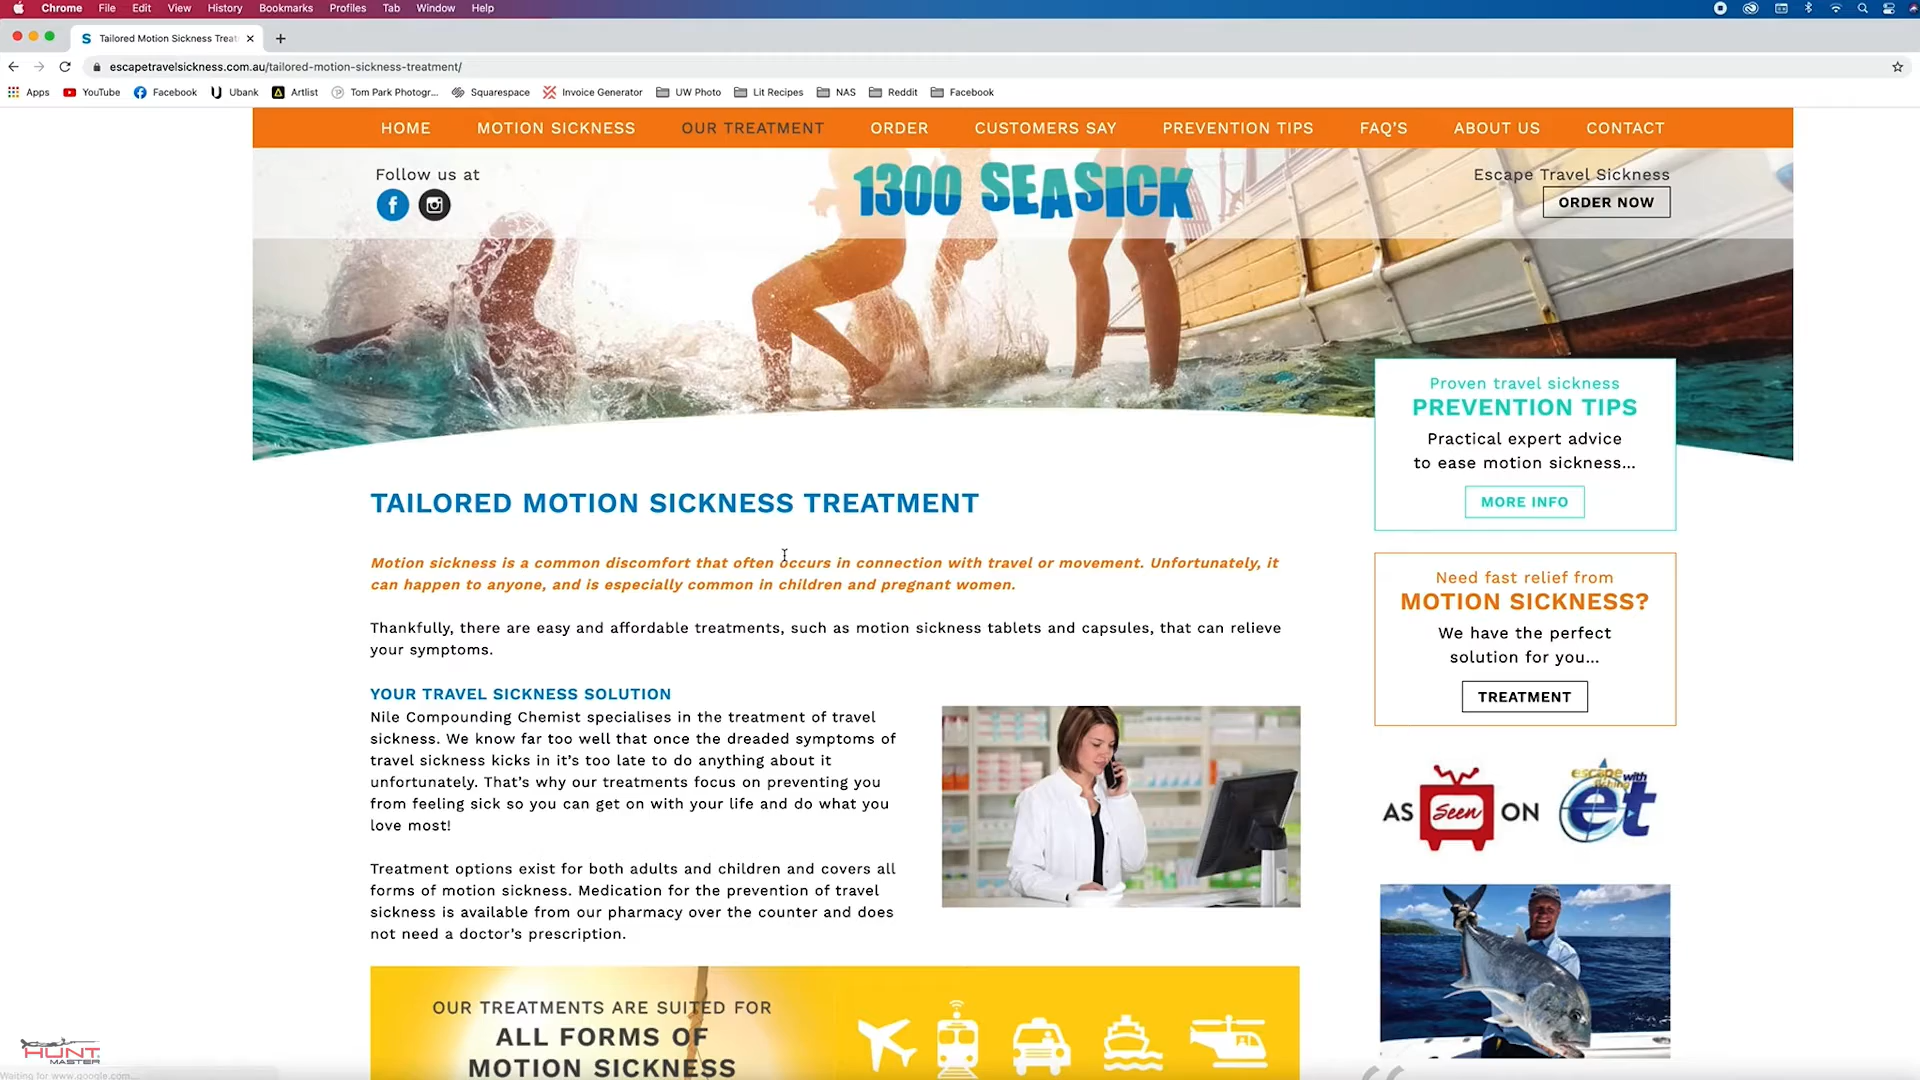 Chrome File Edit View History Bookmarks Profiles Tab Window Help
S Tailored Motion Sickness Treat
escapetravelsickness.com.au/tailored-motion-sickness-treatment/
Apps YouTube Facebook Ubank Artlist Tom Park Photogr... Squarespace Invoice Generator UW Photo Lit Recipes NAS Reddit Facebook
HOME MOTION SICKNESS OUR TREATMENT ORDER CUSTOMERS SAY PREVENTION TIPS FAQ'S ABOUT US CONTACT
Follow us at
1300 SEASICK
Escape Travel Sickness
ORDER NOW
Proven travel sickness
PREVENTION TIPS
Practical expert advice
to ease motion sickness...
MORE INFO
TAILORED MOTION SICKNESS TREATMENT
Motion sickness is a common discomfort that often occurs in connection with travel or movement. Unfortunately, it
can happen to anyone, and is especially common in children and pregnant women.
Thankfully, there are easy and affordable treatments, such as motion sickness tablets and capsules, that can relieve
your symptoms.
Need fast relief from
MOTION SICKNESS?
We have the perfect
solution for you...
TREATMENT
YOUR TRAVEL SICKNESS SOLUTION
Nile Compounding Chemist specialises in the treatment of travel
sickness. We know far too well that once the dreaded symptoms of
travel sickness kicks in it's too late to do anything about it
unfortunately. That's why our treatments focus on preventing you
from feeling sick so you can get on with your life and do what you
love most!
Treatment options exist for both adults and children and covers all
forms of motion sickness. Medication for the prevention of travel
sickness is available from our pharmacy over the counter and does
not need a doctor's prescription.
AS Seen ON
escape fishing with et
OUR TREATMENTS ARE SUITED FOR
ALL FORMS OF
MOTION SICKNESS
HUNT
MASTER
Waiting for www.google.com...